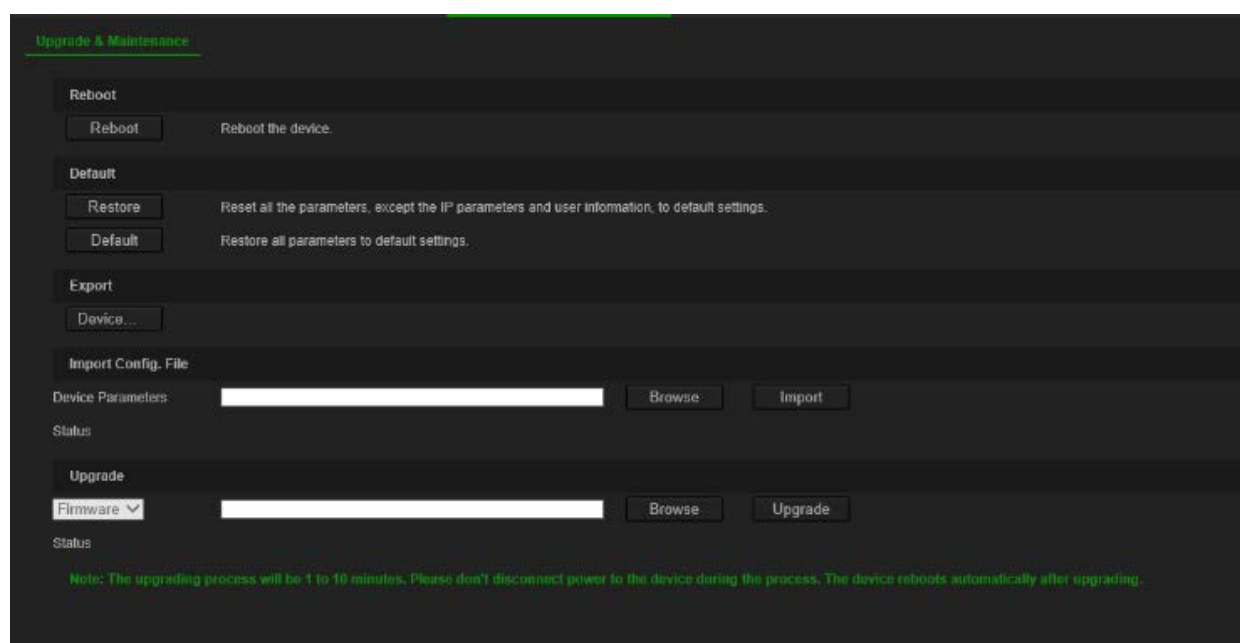 Upgrade & Maintenance
Reboot
Reboot Reboot the device.
Default
Restore Reset all the parameters, except the IP parameters and user information, to default settings.
Default Restore all parameters to default settings.
Export
Device...
Import Config. File
Device Parameters Browse Import
Status
Upgrade
Firmware Browse Upgrade
Status
Note: The upgrading process will be 1 to 10 minutes. Please don't disconnect power to the device during the process. The device reboots automatically after upgrading.